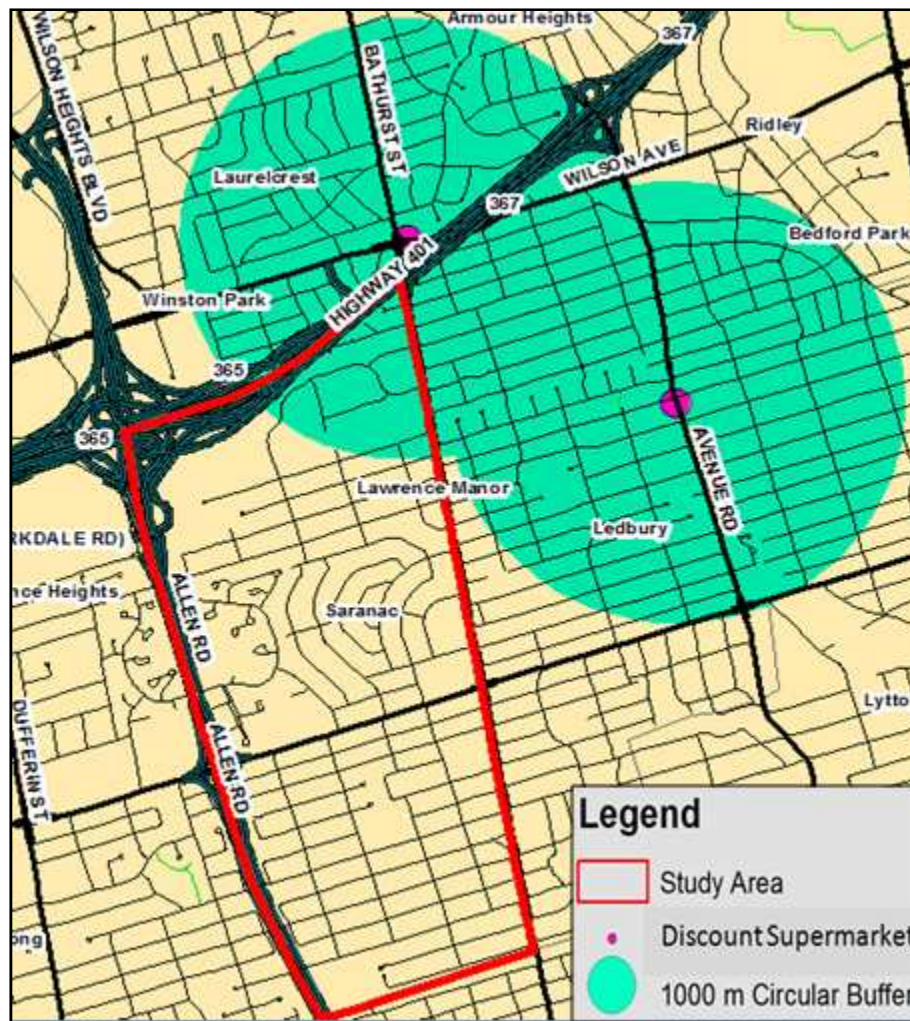 Armour Heights
367
WILSON HEIGHTS BLVD
BATHURST ST
Ridley
WILSON AVE
Laurelcrest
367
Bedford Park
HIGHWAY 401
Winston Park
365
365
AVENUE RD
Lawrence Manor
Ledbury
RKDALE RD)
nce Heights
ALLEN RD
Saranac
Lytto
DUFFERIN ST
ALLEN RD
ong
Legend
Study Area
Discount Supermarket
1000 m Circular Buffer